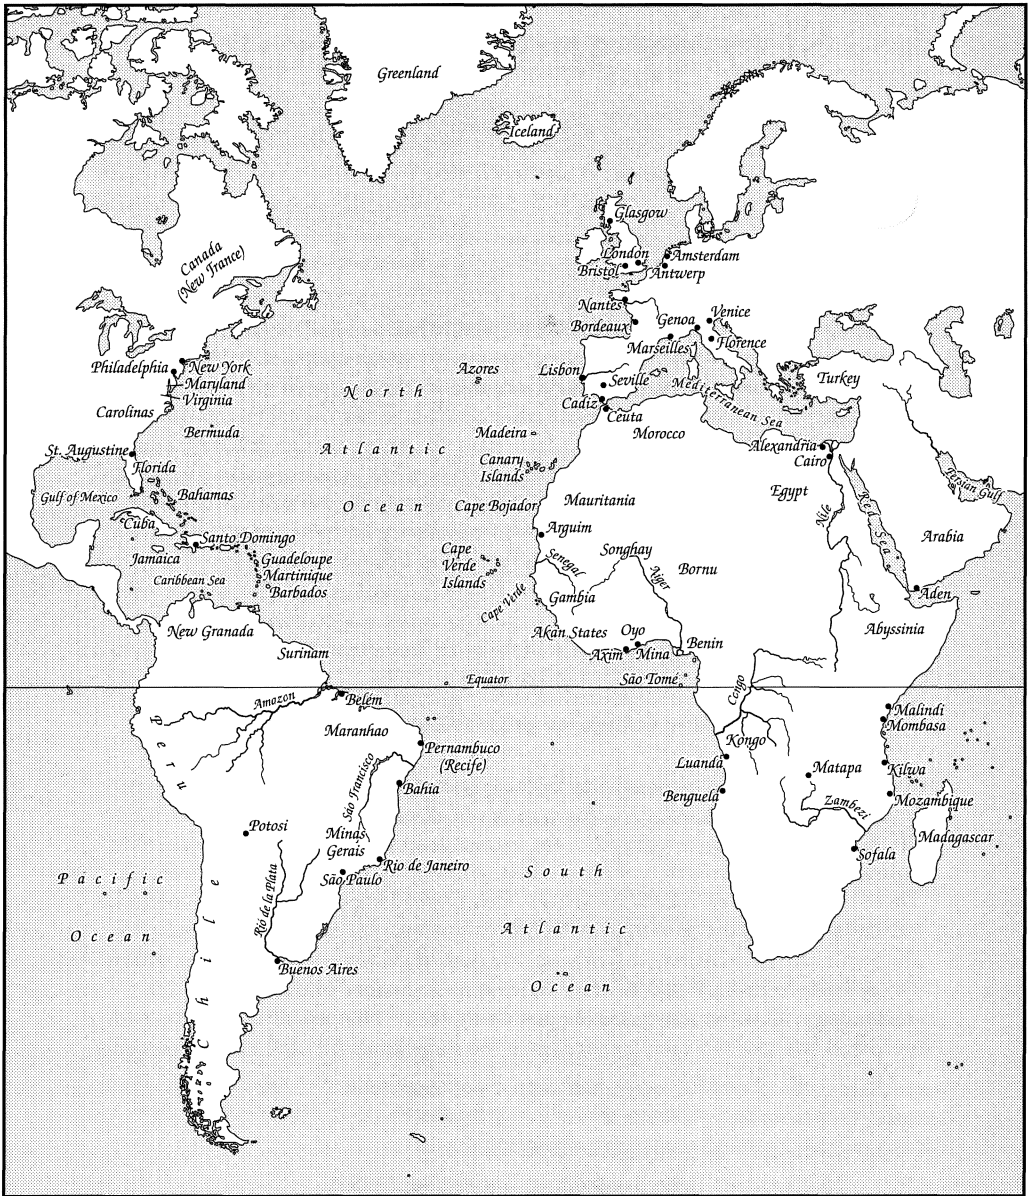 Greenland
Iceland
Glasgow
Canada
(New France)
London
Amsterdam
Bristol
Antwerp
Nantes
Venice
Bordeaux
Genoa
Florence
Marseilles
Philadelphia
New York
Maryland
Virginia
Carolinas
Azores
Lisbon
Seville
Mediterranean Sea
Turkey
Cadiz
Ceuta
North
Atlantic
Ocean
Bermuda
Madeira
Morocco
Alexandria
Cairo
St. Augustine
Florida
Canary
Islands
Egypt
Persian Gulf
Gulf of Mexico
Bahamas
Cape Bojador
Mauritania
Nile
Red Sea
Cuba
Arguim
Arabia
Santo Domingo
Jamaica
Guadeloupe
Martinique
Barbados
Caribbean Sea
Cape
Verde
Islands
Senegal
Songhay
Niger
Bornu
Cape Verde
Gambia
Aden
New Granada
Akan States
Oyo
Benin
Abyssinia
Surinam
Axim
Mina
São Tomé
Equator
Amazon
Belém
Congo
Malindi
Mombasa
Peru
Maranhao
Pernambuco
(Recife)
Kongo
Luanda
Matapa
Kilwa
São Francisco
Bahia
Benguela
Zambezi
Mozambique
Potosi
Minas
Gerais
Madagascar
Rio de Janeiro
Sofala
São Paulo
Pacific
Ocean
Rió de la Plata
South
Atlantic
Ocean
Chile
Buenos Aires